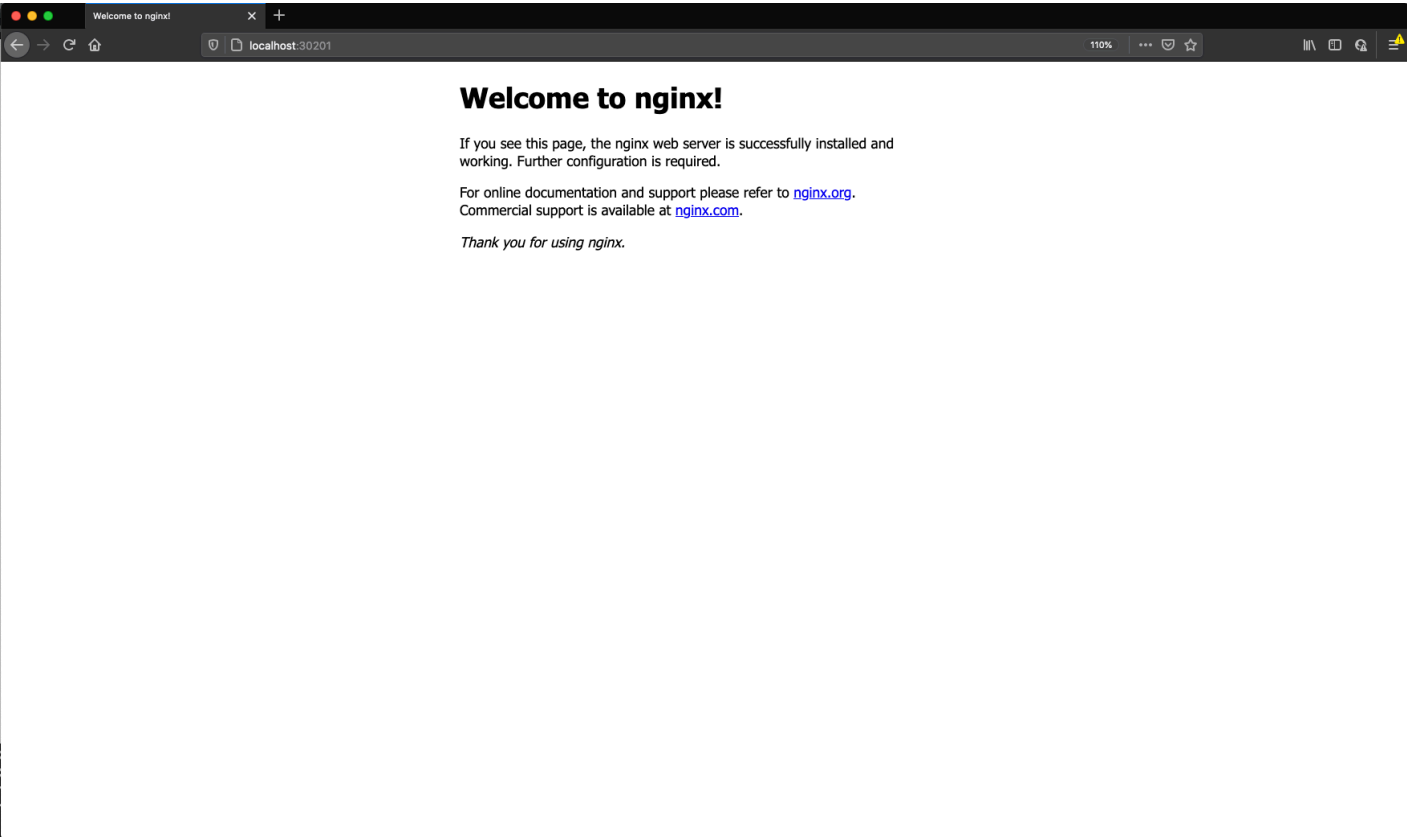 Welcome to nginx!
localhost:30201
110%
Welcome to nginx!
If you see this page, the nginx web server is successfully installed and
working. Further configuration is required.
For online documentation and support please refer to nginx.org.
Commercial support is available at nginx.com.
Thank you for using nginx.